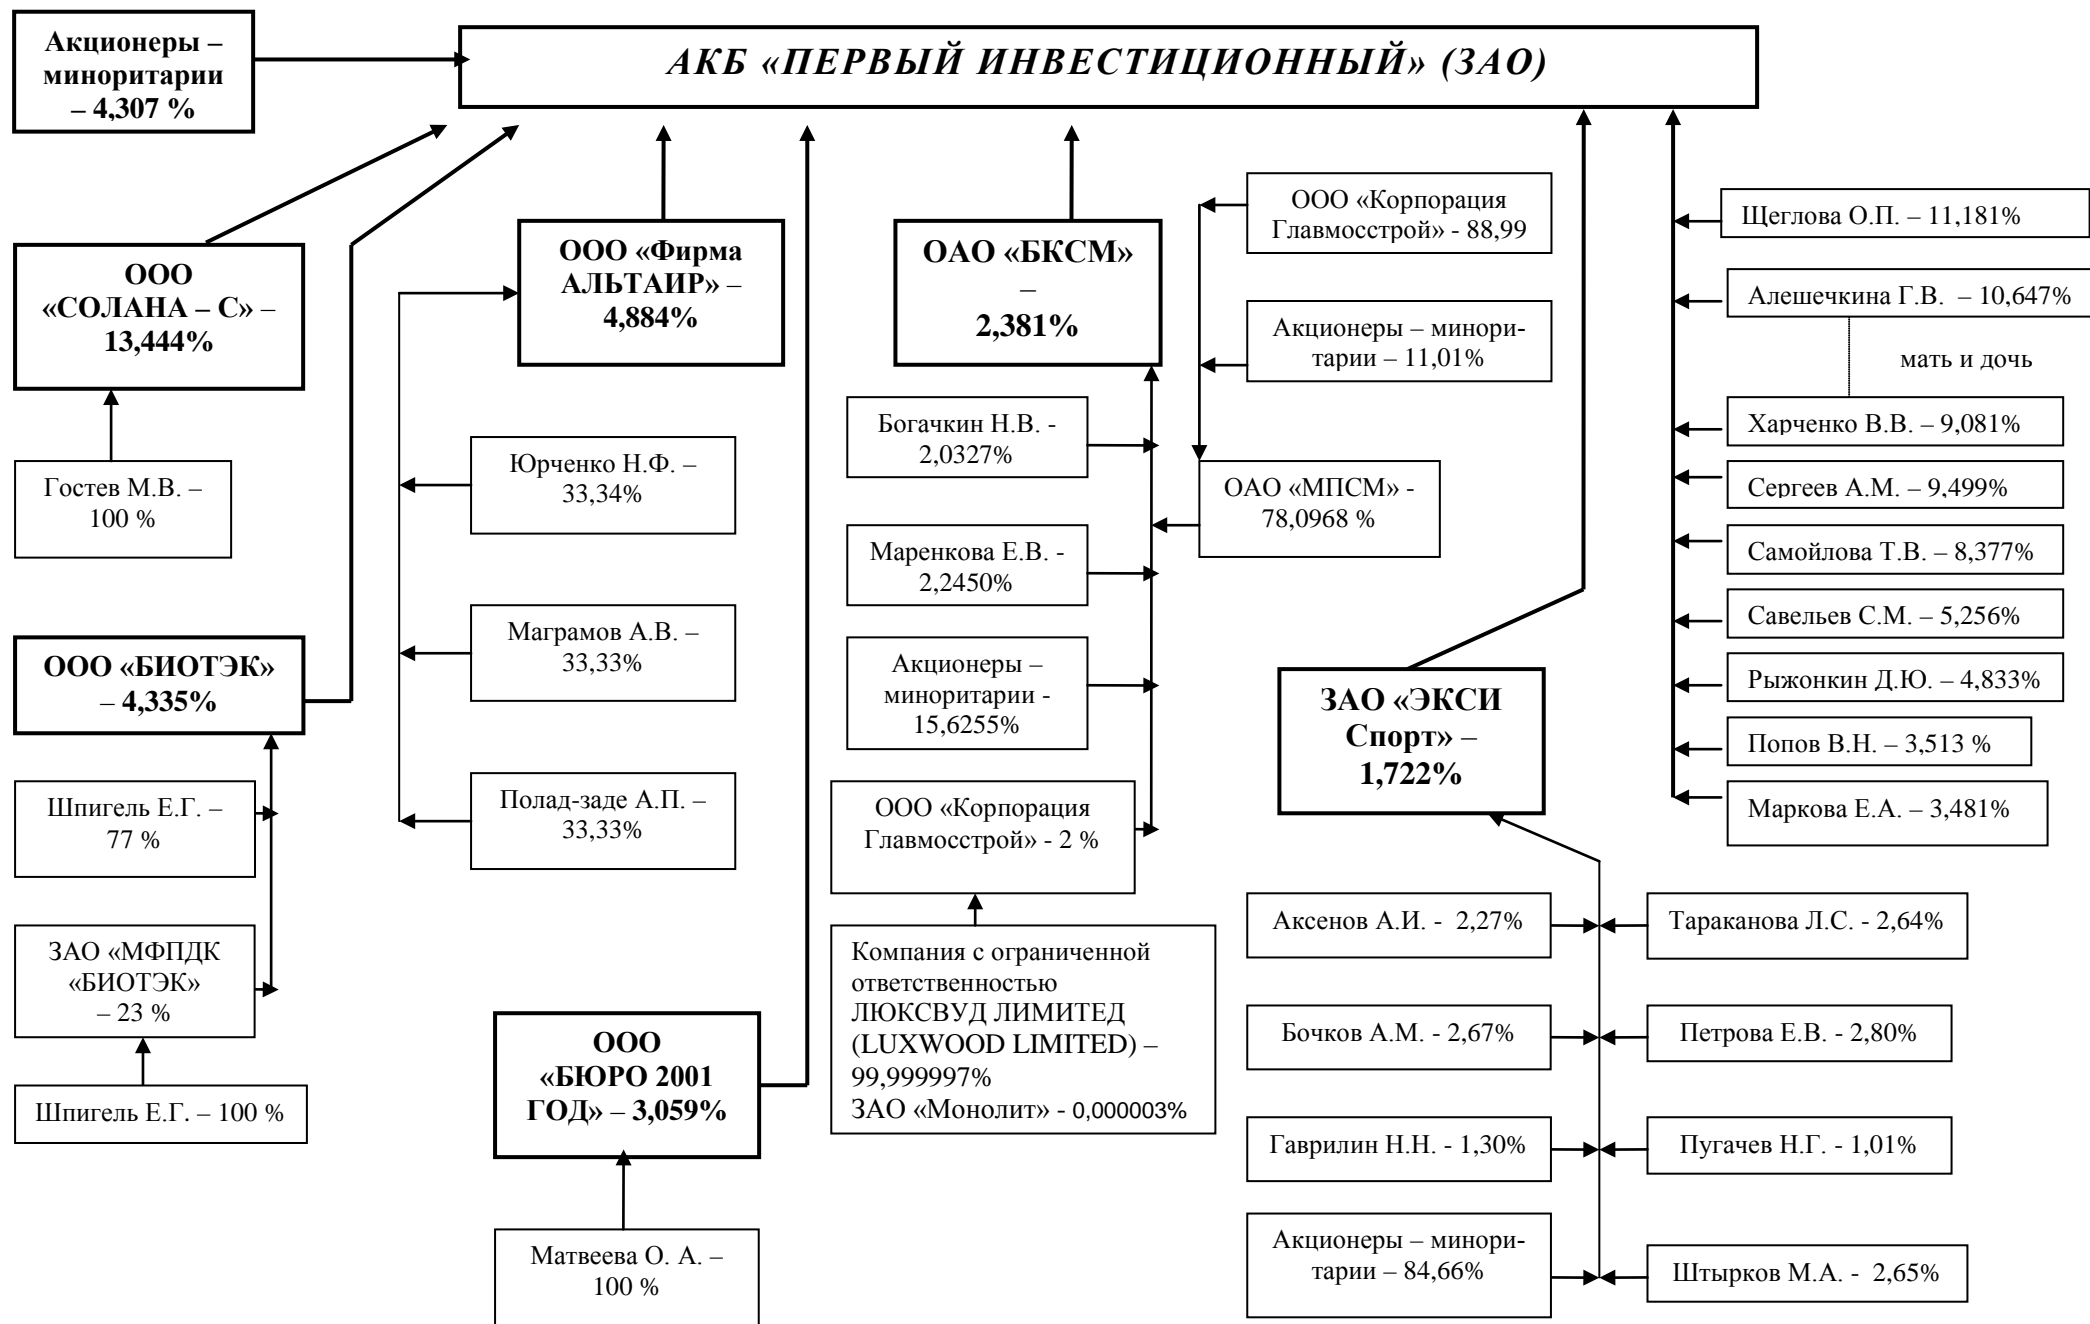 Акционеры –
миноритарии
– 4,307 %
АКБ «ПЕРВЫЙ ИНВЕСТИЦИОННЫЙ» (ЗАО)
ООО
«СОЛАНА – С» –
13,444%
Гостев М.В. –
100 %
ООО «БИОТЭК»
– 4,335%
Шпигель Е.Г. –
77 %
ЗАО «МФПДК
«БИОТЭК»
– 23 %
Шпигель Е.Г. – 100 %
ООО «Фирма
АЛЬТАИР» –
4,884%
Юрченко Н.Ф. –
33,34%
Маграмов А.В. –
33,33%
Полад-заде А.П. –
33,33%
ООО
«БЮРО 2001
ГОД» – 3,059%
Матвеева О. А. –
100 %
ОАО «БКСМ»
–
2,381%
Богачкин Н.В. -
2,0327%
Маренкова Е.В. -
2,2450%
Акционеры –
миноритарии -
15,6255%
ООО «Корпорация
Главмосстрой» - 2 %
Компания с ограниченной
ответственностью
ЛЮКСВУД ЛИМИТЕД
(LUXWOOD LIMITED) –
99,999997%
ЗАО «Монолит» - 0,000003%
ООО «Корпорация
Главмосстрой» - 88,99
Акционеры – минори-
тарии – 11,01%
ОАО «МПСМ» -
78,0968 %
ЗАО «ЭКСИ
Спорт» –
1,722%
Аксенов А.И. - 2,27%
Бочков А.М. - 2,67%
Гаврилин Н.Н. - 1,30%
Акционеры – минори-
тарии – 84,66%
Тараканова Л.С. - 2,64%
Петрова Е.В. - 2,80%
Пугачев Н.Г. - 1,01%
Штырков М.А. - 2,65%
Щеглова О.П. – 11,181%
Алешечкина Г.В. – 10,647%
мать и дочь
Харченко В.В. – 9,081%
Сергеев А.М. – 9,499%
Самойлова Т.В. – 8,377%
Савельев С.М. – 5,256%
Рыжонкин Д.Ю. – 4,833%
Попов В.Н. – 3,513 %
Маркова Е.А. – 3,481%